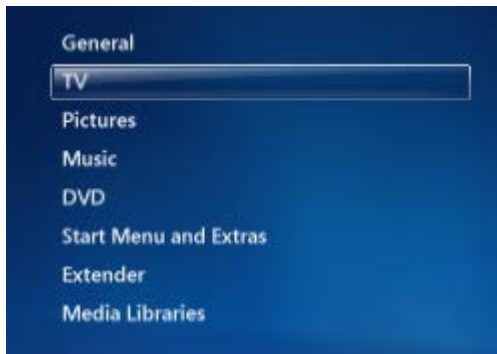 General
TV
Pictures
Music
DVD
Start Menu and Extras
Extender
Media Libraries